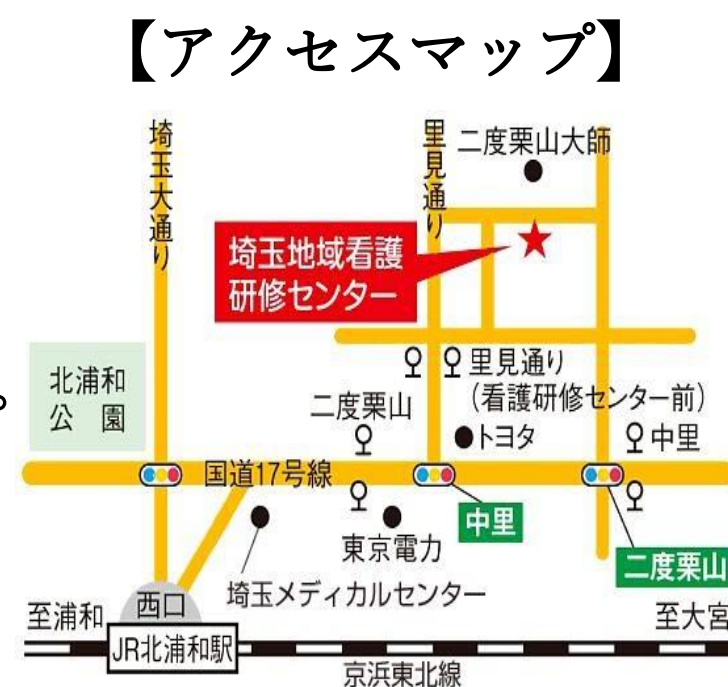 【アクセスマップ】
埼玉大通り
里見通り
二度栗山大師
埼玉地域看護
研修センター
北浦和
公園
。
二度栗山
里見通り
(看護研修センター前)
トヨタ
中里
国道17号線
中里
東京電力
二度栗山
埼玉メディカルセンター
至浦和
西口
至大宮
JR北浦和駅
京浜東北線